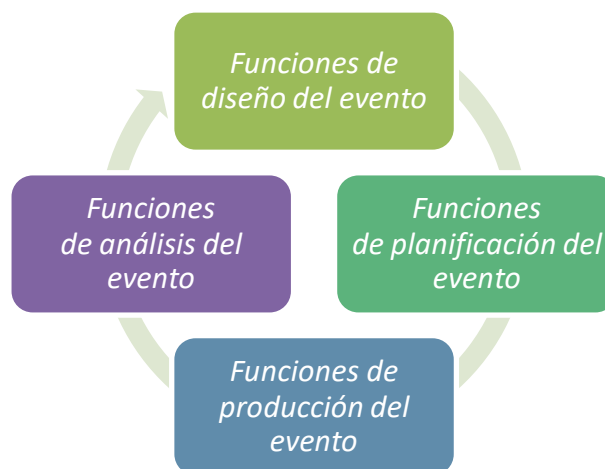 Funciones de
diseño del evento
Funciones
de planificación del
evento
Funciones de
producción del
evento
Funciones
de análisis del
evento